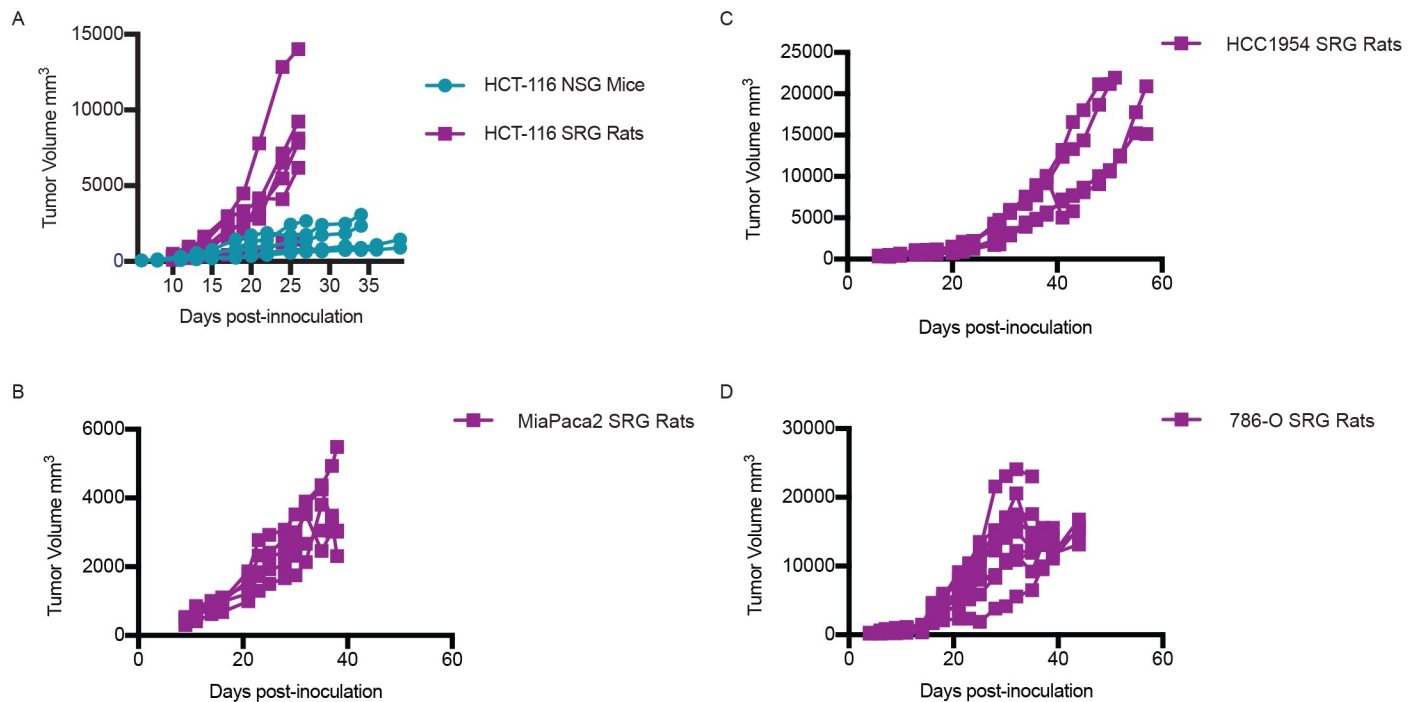 A
15000
10000
5000
0
10 15 20 25 30 35
Tumor Volume mm³
Days post-innoculation
HCT-116 NSG Mice
HCT-116 SRG Rats
C
25000
20000
15000
10000
5000
0
0 20 40 60
Tumor Volume mm³
Days post-inoculation
HCC1954 SRG Rats
B
6000
4000
2000
0
0 20 40 60
Tumor Volume mm³
Days post-inoculation
MiaPaca2 SRG Rats
D
30000
20000
10000
0
0 20 40 60
Tumor Volume mm³
Days post-inoculation
786-O SRG Rats